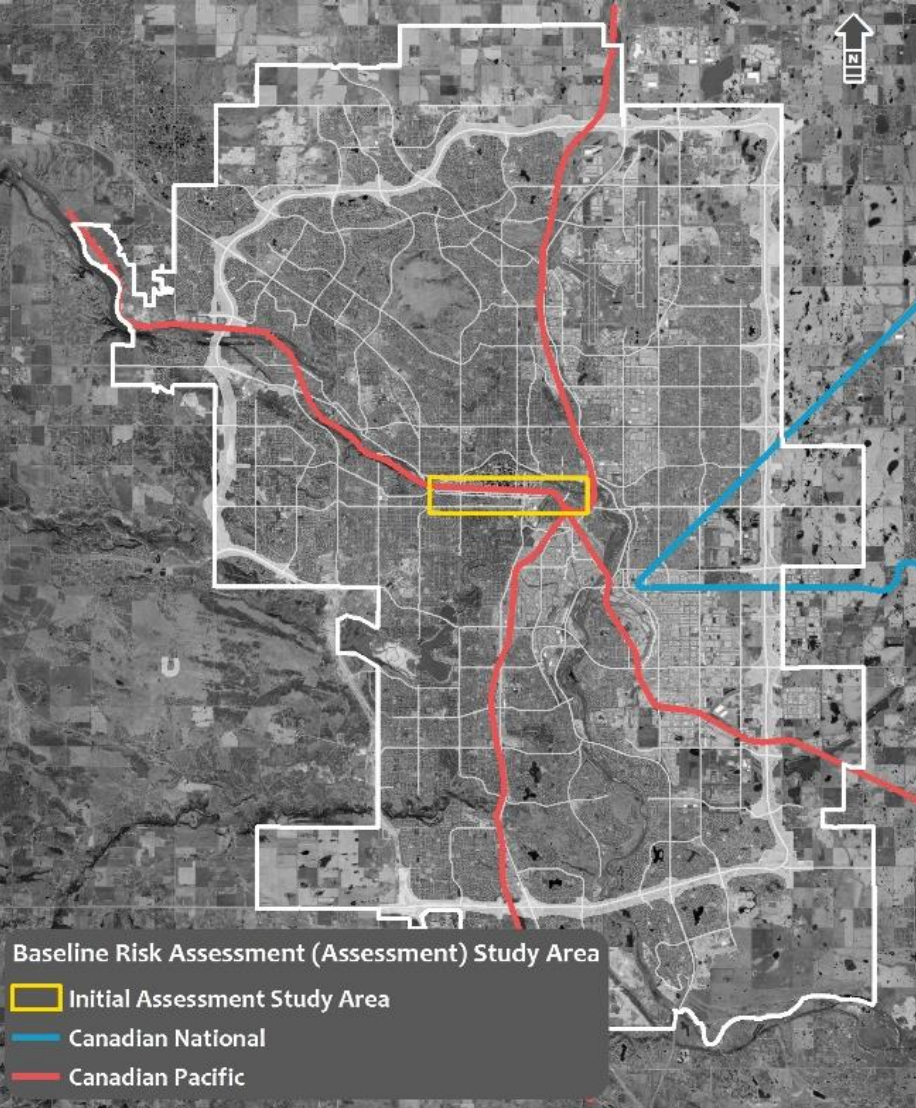 N
Baseline Risk Assessment (Assessment) Study Area
Initial Assessment Study Area
Canadian National
Canadian Pacific